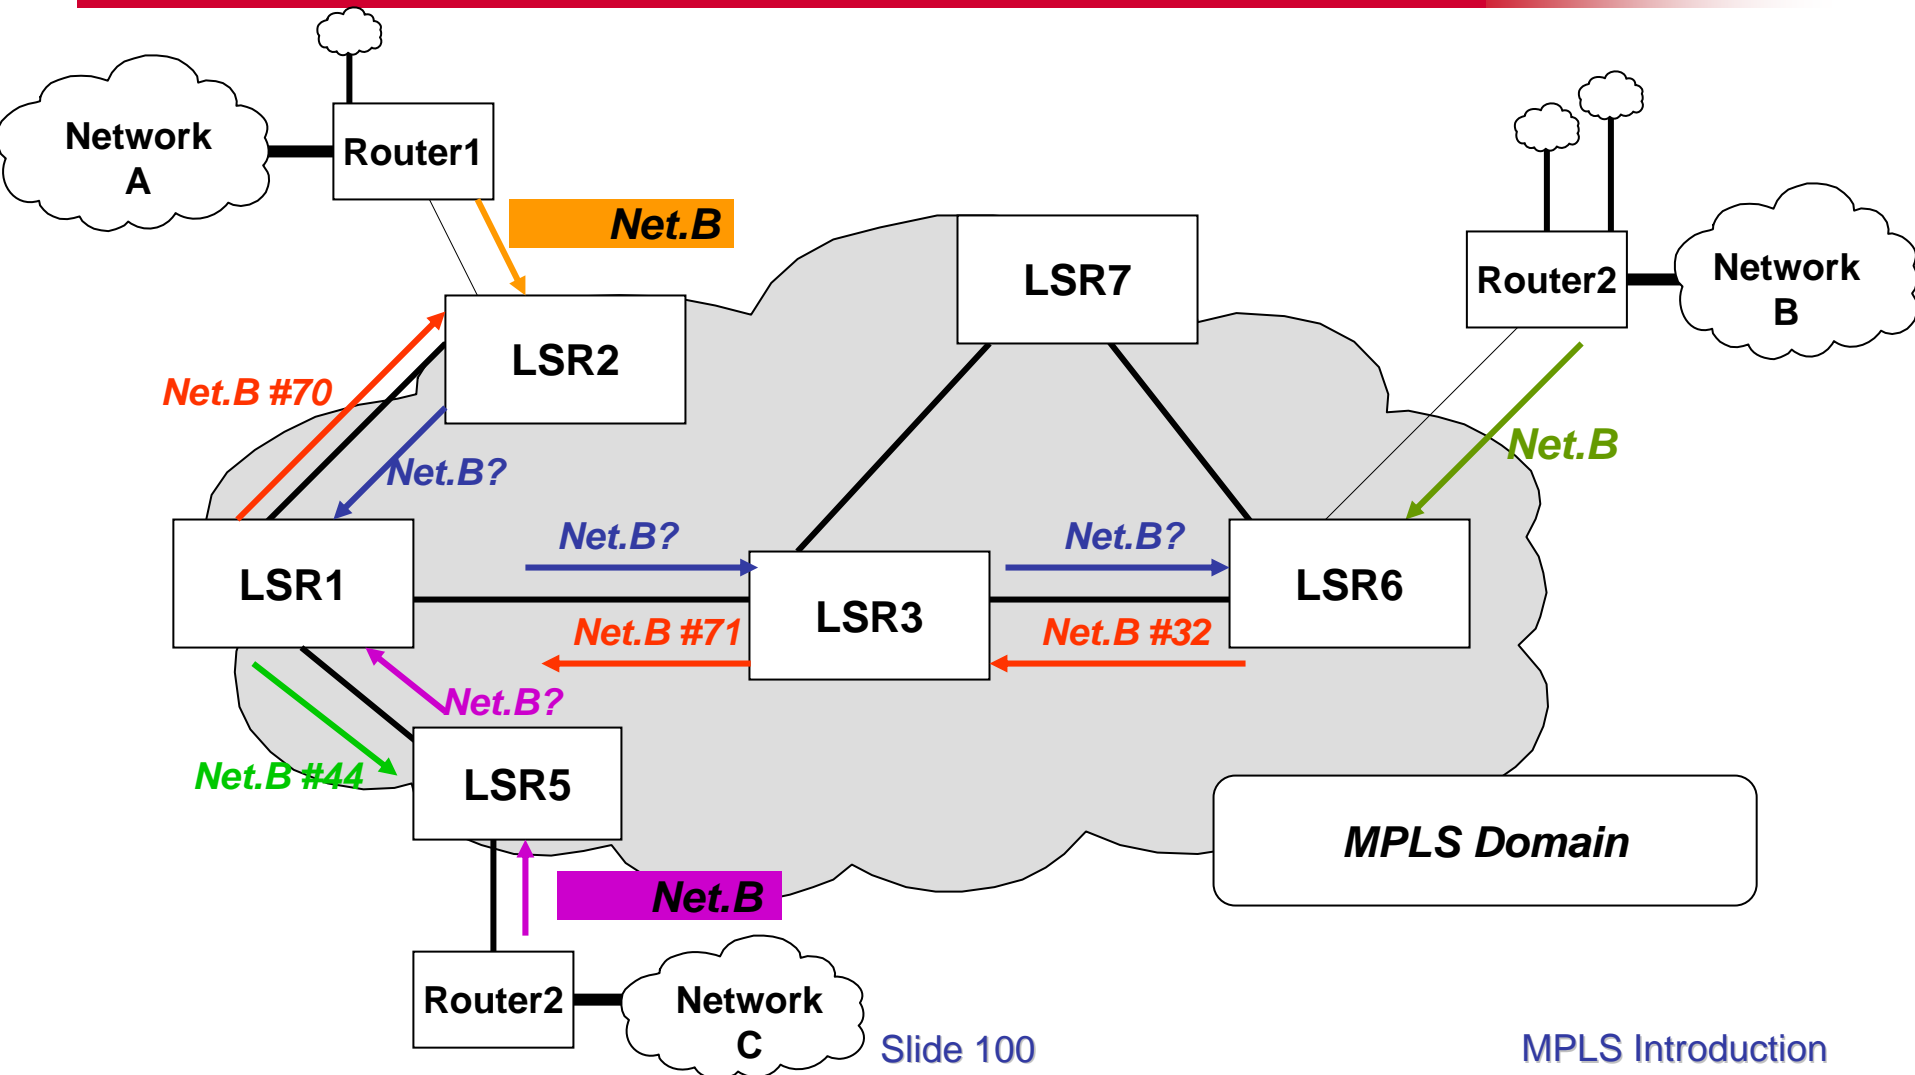 Network
A
Router1
Net.B
LSR7
Router2
Network
B
LSR2
Net.B #70
Net.B
Net.B?
Net.B?
Net.B?
LSR1
LSR3
LSR6
Net.B #71
Net.B #32
Net.B?
Net.B #44
LSR5
MPLS Domain
Net.B
Router2
Network
C
Slide 100
MPLS Introduction